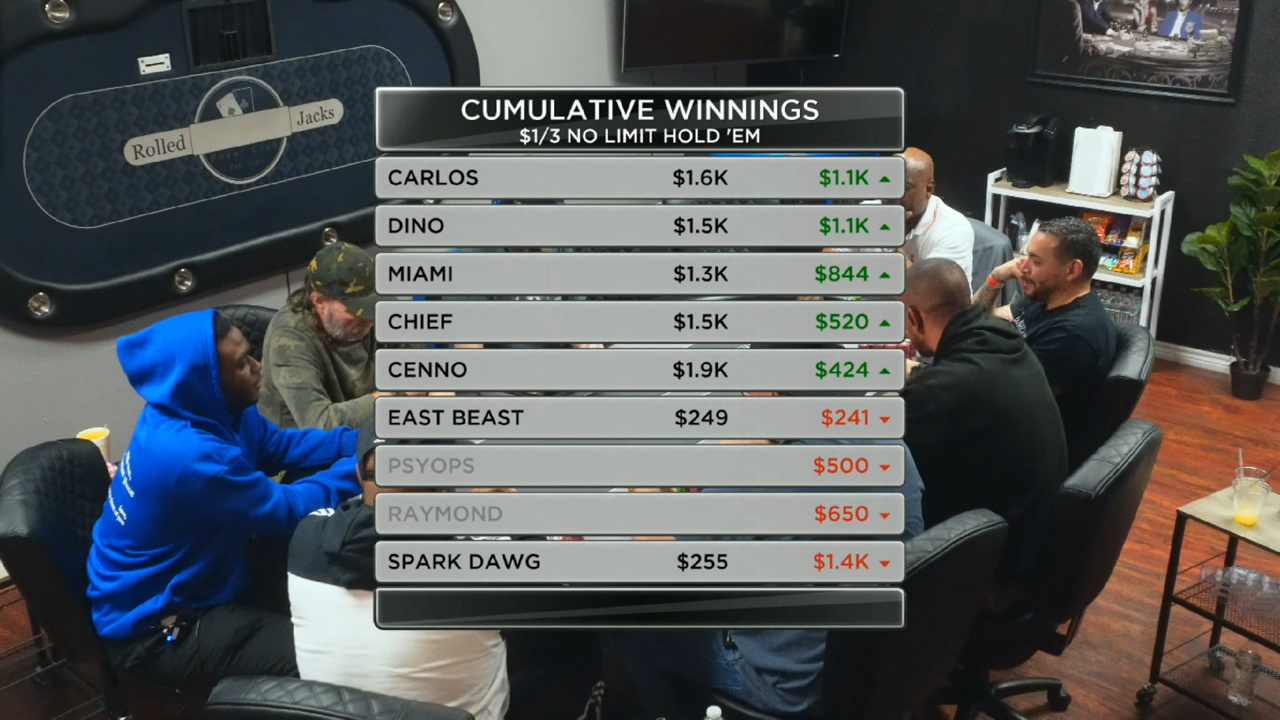 Rolled Jacks
CUMULATIVE WINNINGS
$1/3 NO LIMIT HOLD 'EM
CARLOS $1.6K $1.1K
DINO $1.5K $1.1K
MIAMI $1.3K $844
CHIEF $1.5K $520
CENNO $1.9K $424
EAST BEAST $249 $241
PSYOPS $500
RAYMOND $650
SPARK DAWG $255 $1.4K